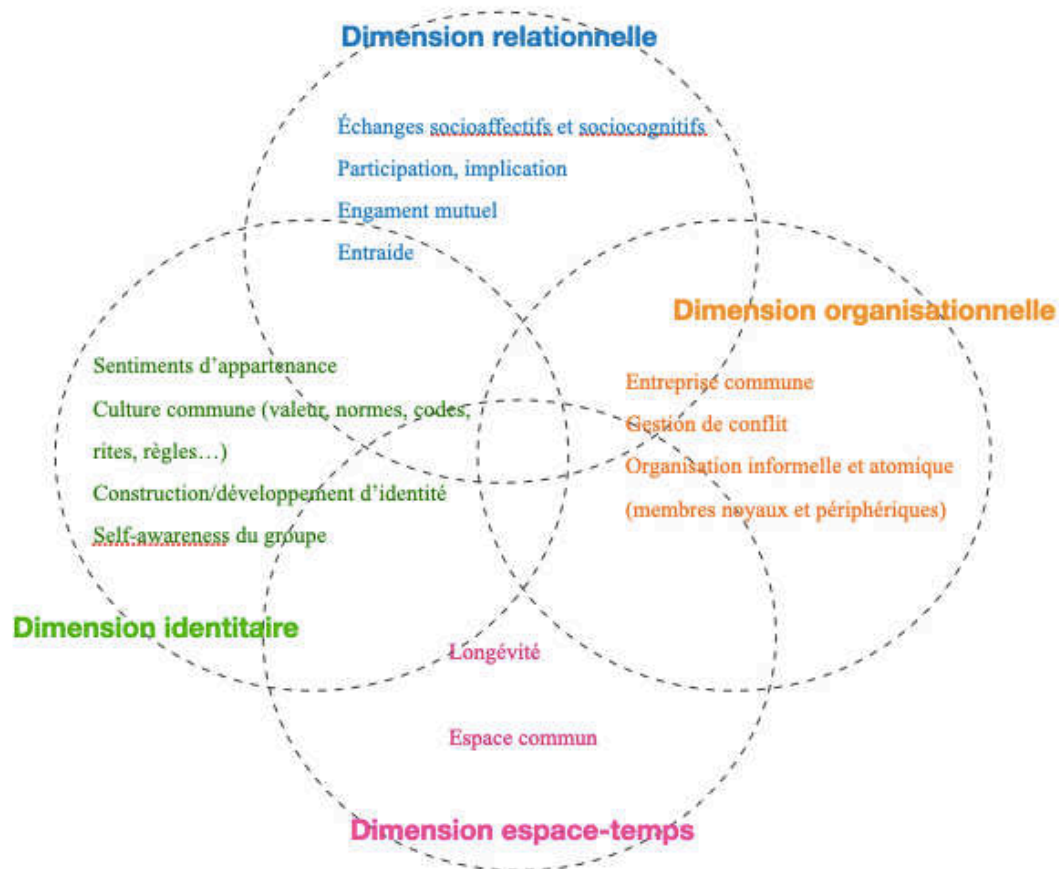 Dimension relationnelle
Échanges socioaffectifs et sociocognitifs
Participation, implication
Engament mutuel
Entraide
Dimension organisationnelle
Entreprise commune
Gestion de conflit
Organisation informelle et atomique
(membres noyaux et périphériques)
Sentiments d'appartenance
Culture commune (valeur, normes, codes,
rites, règles…)
Construction/développement d'identité
Self-awareness du groupe
Dimension identitaire
Longévité
Espace commun
Dimension espace-temps